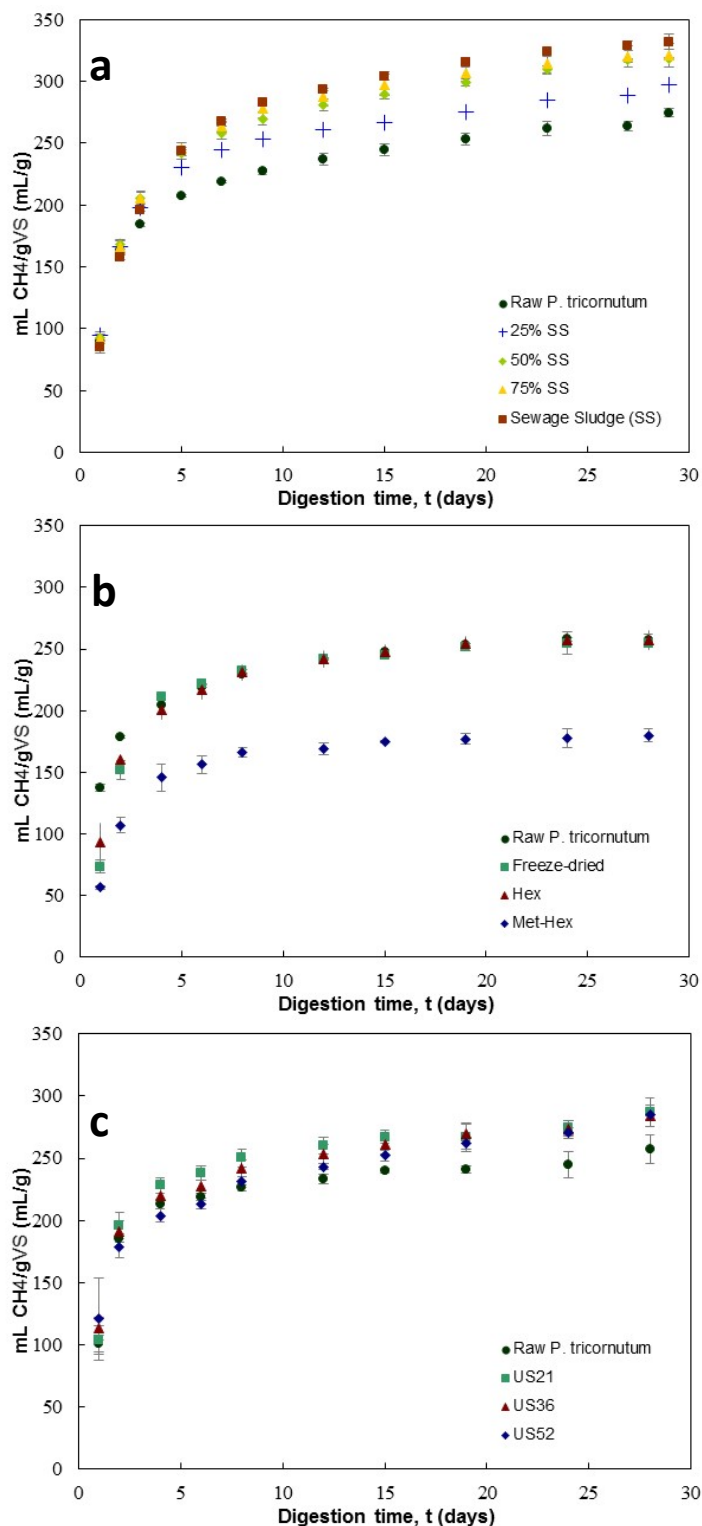 350
300
250
200
150
100
50
0
mL CH4/gVS (mL/g)
a
Raw P. tricornutum
25% SS
50% SS
75% SS
Sewage Sludge (SS)
0 5 10 15 20 25 30
Digestion time, t (days)
350
300
250
200
150
100
50
0
mL CH4/gVS (mL/g)
b
Raw P. tricornutum
Freeze-dried
Hex
Met-Hex
0 5 10 15 20 25 30
Digestion time, t (days)
350
300
250
200
150
100
50
0
mL CH4/gVS (mL/g)
c
Raw P. tricornutum
US21
US36
US52
0 5 10 15 20 25 30
Digestion time, t (days)